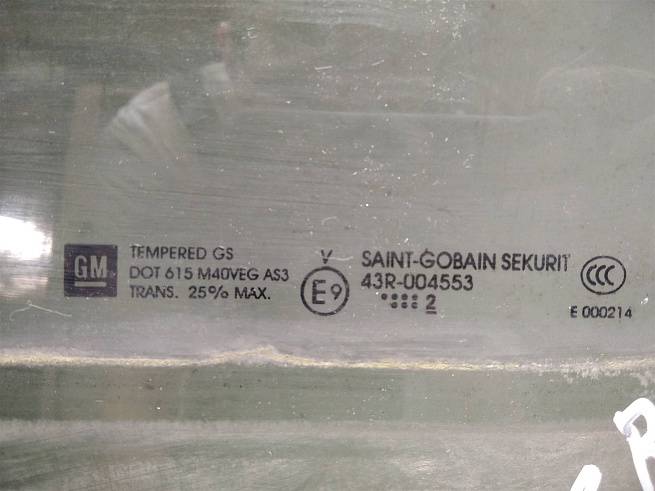 GM
TEMPERED GS
DOT 615 M40VEG AS3
TRANS. 25% MAX.
V
E9
SAINT-GOBAIN SEKURIT
43R-004553
2
CCC
E 000214